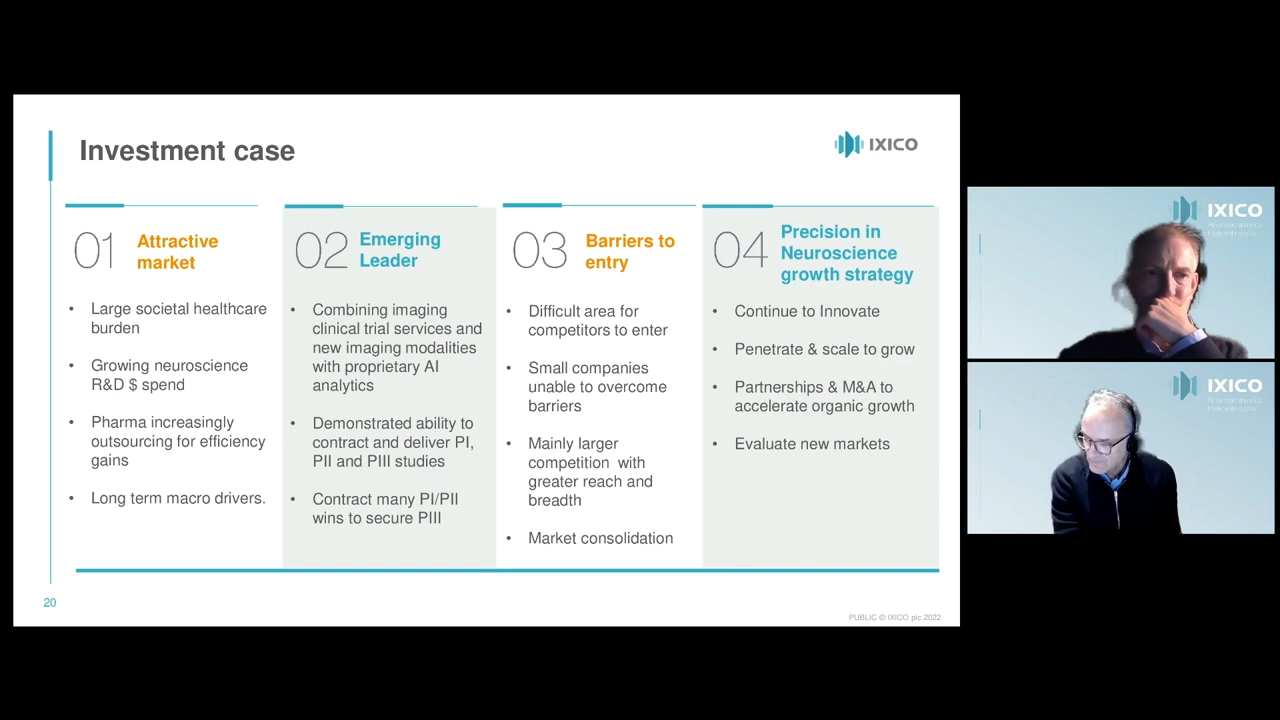 Investment case
IXICO
01
Attractive
market
• Large societal healthcare
burden
• Growing neuroscience
R&D $ spend
• Pharma increasingly
outsourcing for efficiency
gains
• Long term macro drivers.
02
Emerging
Leader
• Combining imaging
clinical trial services and
new imaging modalities
with proprietary AI
analytics
• Demonstrated ability to
contract and deliver PI,
PII and PIII studies
• Contract many PI/PII
wins to secure PIII
03
Barriers to
entry
• Difficult area for
competitors to enter
• Small companies
unable to overcome
barriers
• Mainly larger
competition with
greater reach and
breadth
• Market consolidation
04
Precision in
Neuroscience
growth strategy
• Continue to Innovate
• Penetrate & scale to grow
• Partnerships & M&A to
accelerate organic growth
• Evaluate new markets
20
PUBLIC © IXICO plc 2022
IXICO
IXICO